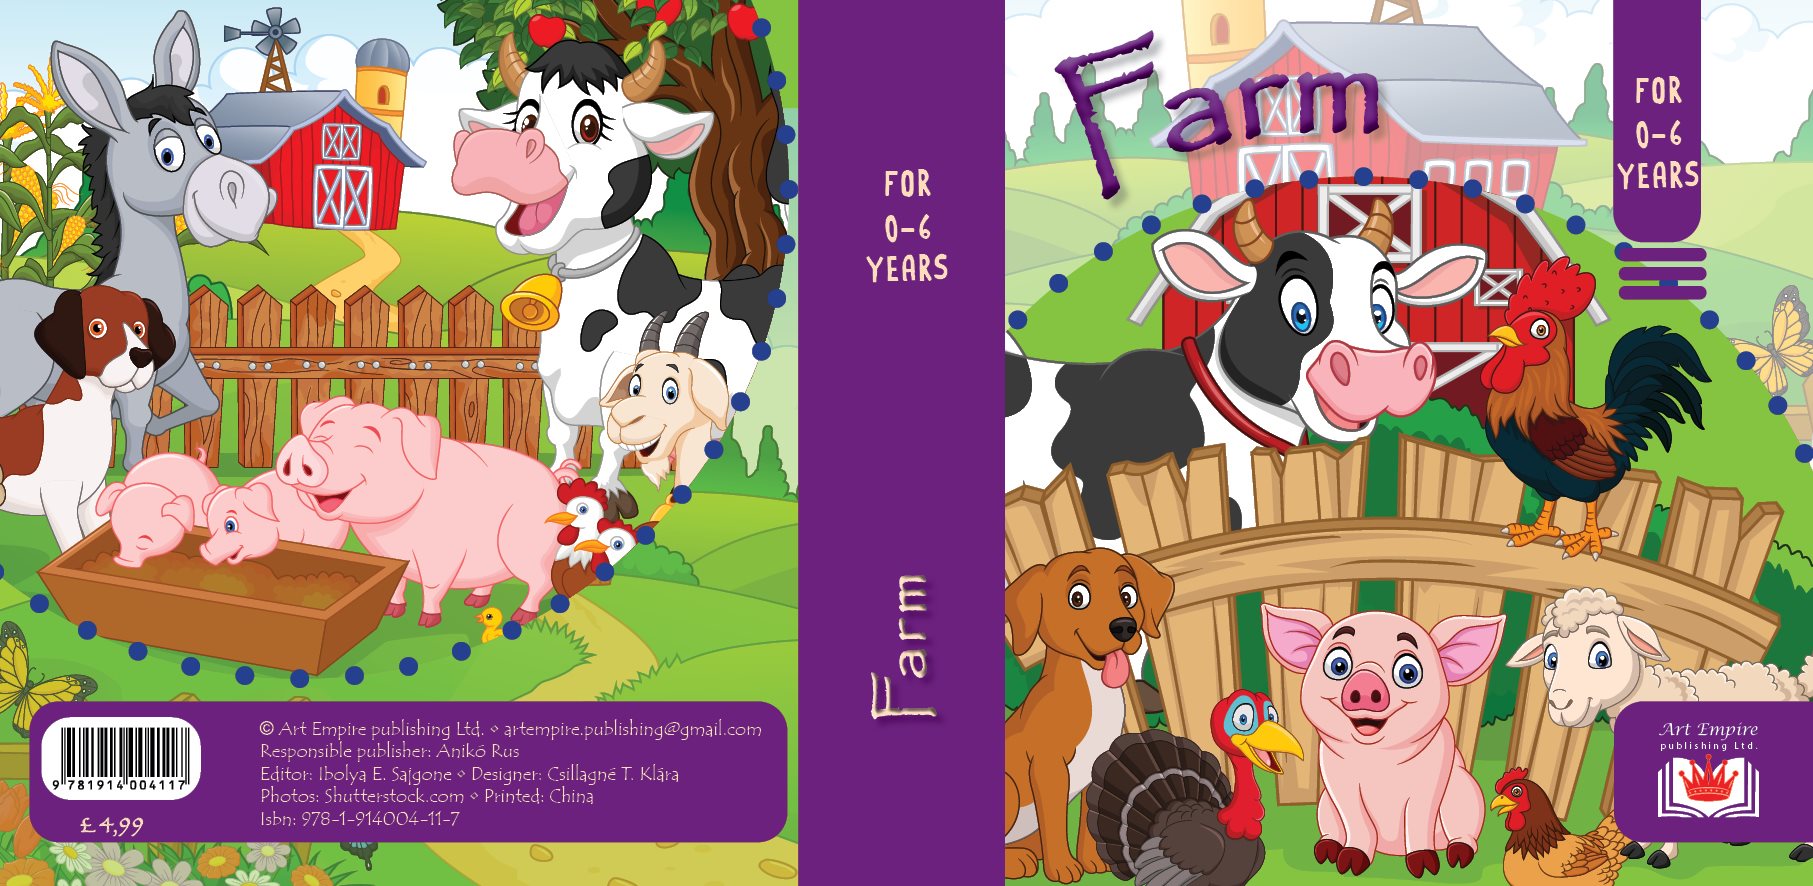 © Art Empire publishing Ltd. ⋄ artempire.publishing@gmail.com
Responsible publisher: Anikó Rus
Editor: Ibolya E. Sajgone ⋄ Designer: Csillagné T. Klára
Photos: Shutterstock.com ⋄ Printed: China
Isbn: 978-1-914004-11-7
9 781914 004117
£ 4,99
FOR
0-6
YEARS
Farm
Farm
FOR
0-6
YEARS
Art Empire
publishing Ltd.